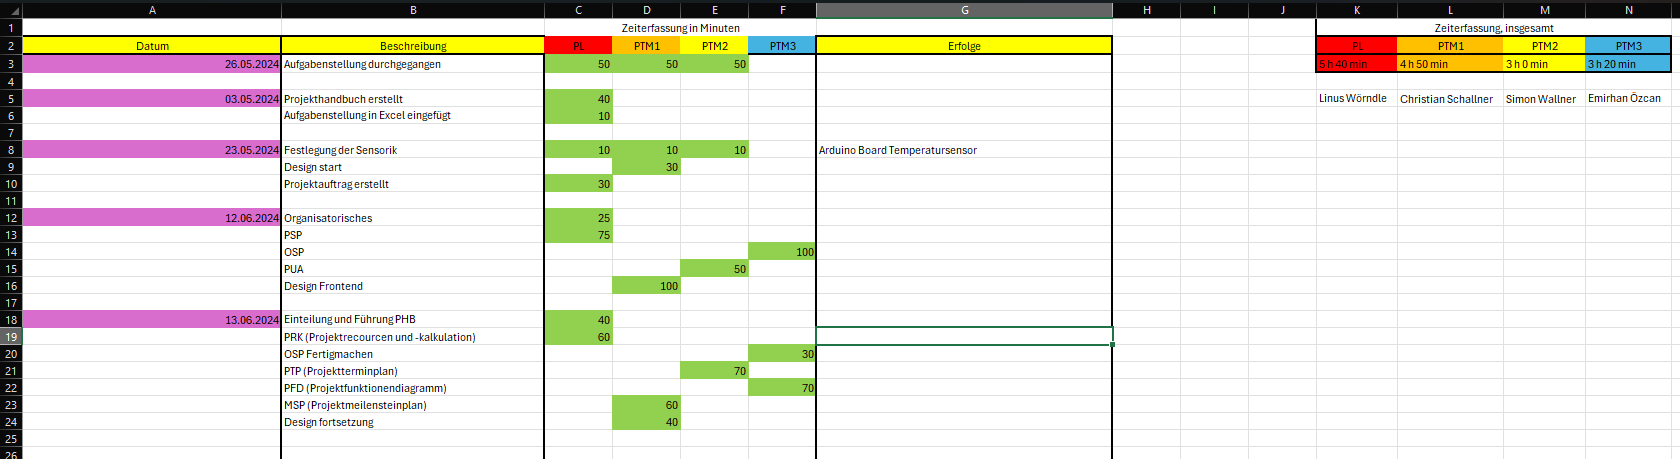 A B C D E F G H I J K L M N
1 Zeiterfassung in Minuten Zeiterfassung, insgesamt
2 Datum Beschreibung PL PTM1 PTM2 PTM3 Erfolge PL PTM1 PTM2 PTM3
3 26.05.2024 Aufgabenstellung durchgegangen 50 50 50 5 h 40 min 4 h 50 min 3 h 0 min 3 h 20 min
4
5 03.05.2024 Projekthandbuch erstellt 40 Linus Wörndle Christian Schallner Simon Wallner Emirhan Özcan
6 Aufgabenstellung in Excel eingefügt 10
7
8 23.05.2024 Festlegung der Sensorik 10 10 10 Arduino Board Temperatursensor
9 Design start 30
10 Projektauftrag erstellt 30
11
12 12.06.2024 Organisatorisches 25
13 PSP 75
14 OSP 100
15 PUA 50
16 Design Frontend 100
17
18 13.06.2024 Einteilung und Führung PHB 40
19 PRK (Projektrecourcen und -kalkulation) 60
20 OSP Fertigmachen 30
21 PTP (Projektterminplan) 70
22 PFD (Projektfunktionendiagramm) 70
23 MSP (Projektmeilensteinplan) 60
24 Design fortsetzung 40
25
26